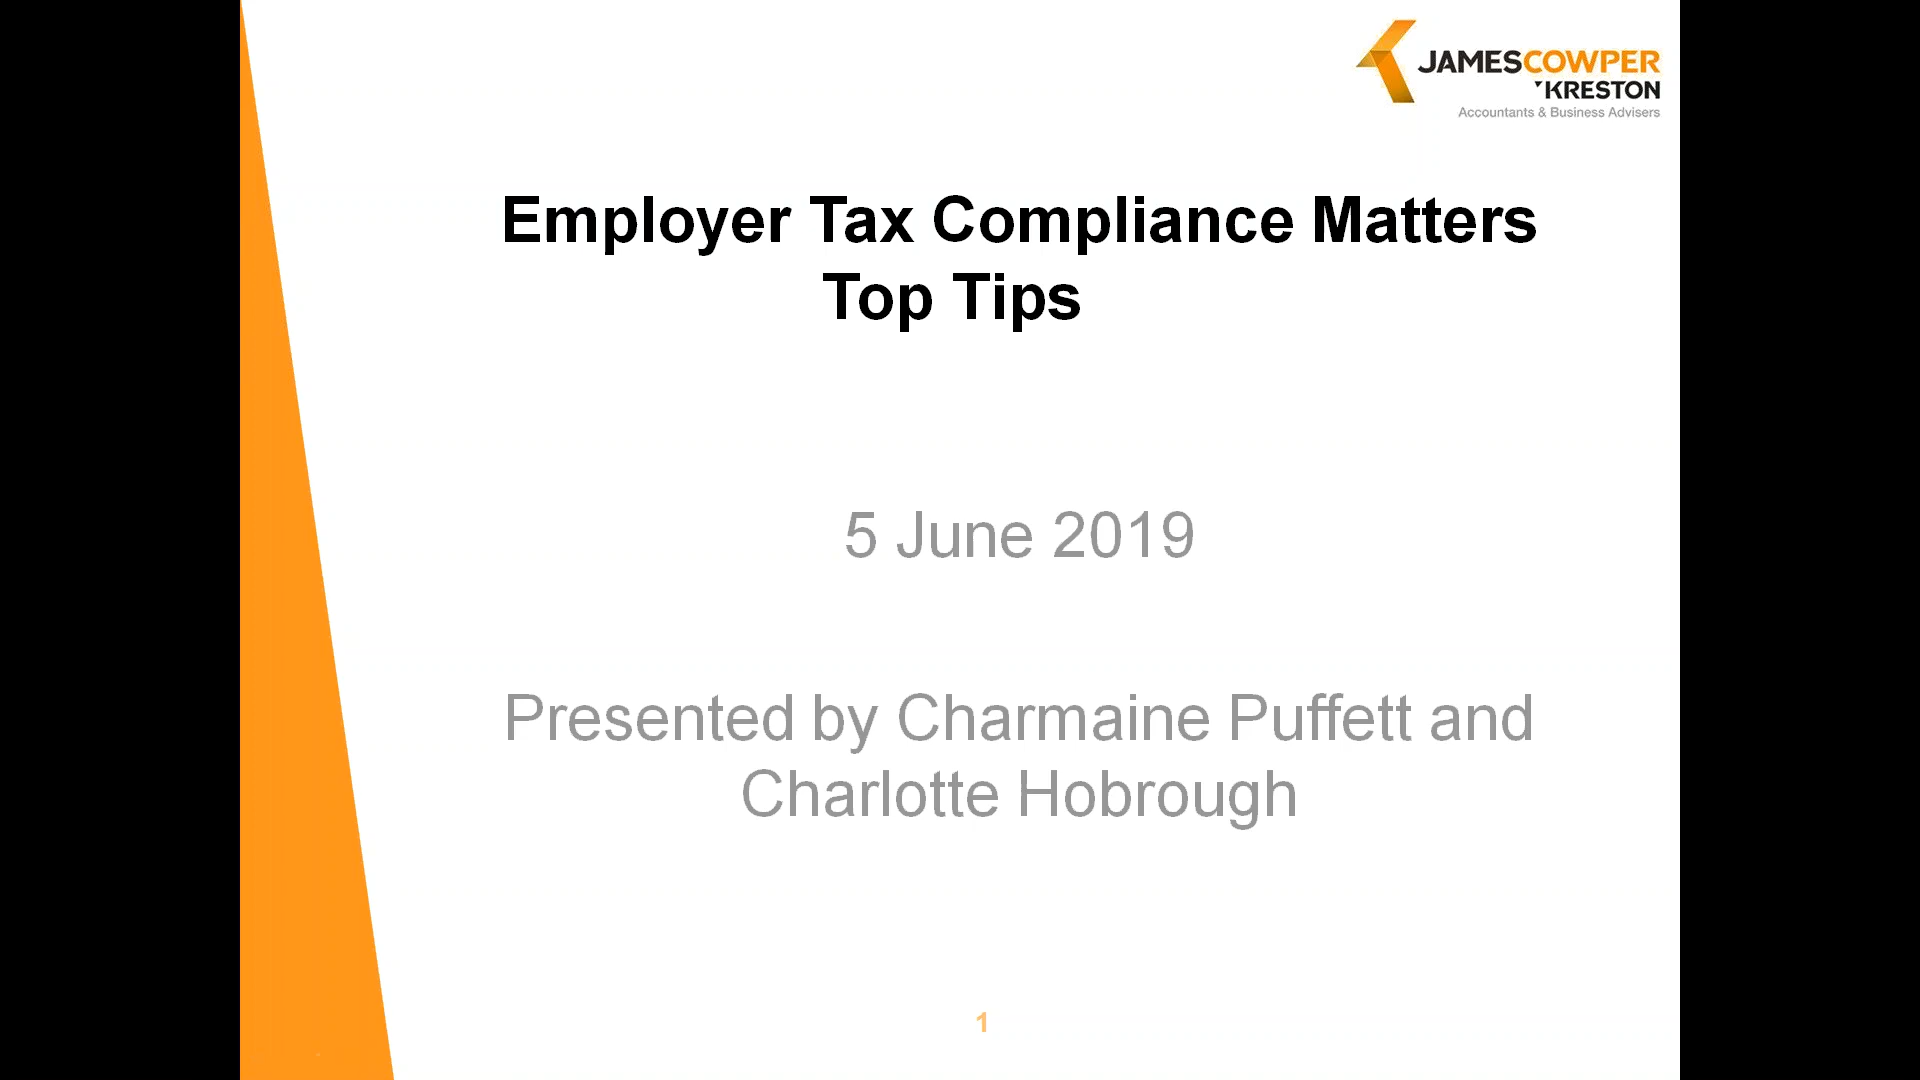 JAMESCOWPER
KRESTON
Accountants & Business Advisers
Employer Tax Compliance Matters
Top Tips
5 June 2019
Presented by Charmaine Puffett and
Charlotte Hobrough
1